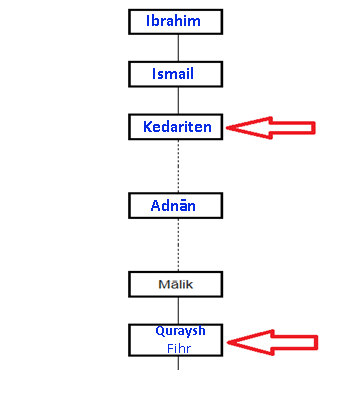 Ibrahim
Ismail
Kedariten
Adnān
Mālik
Quraysh
Fihr